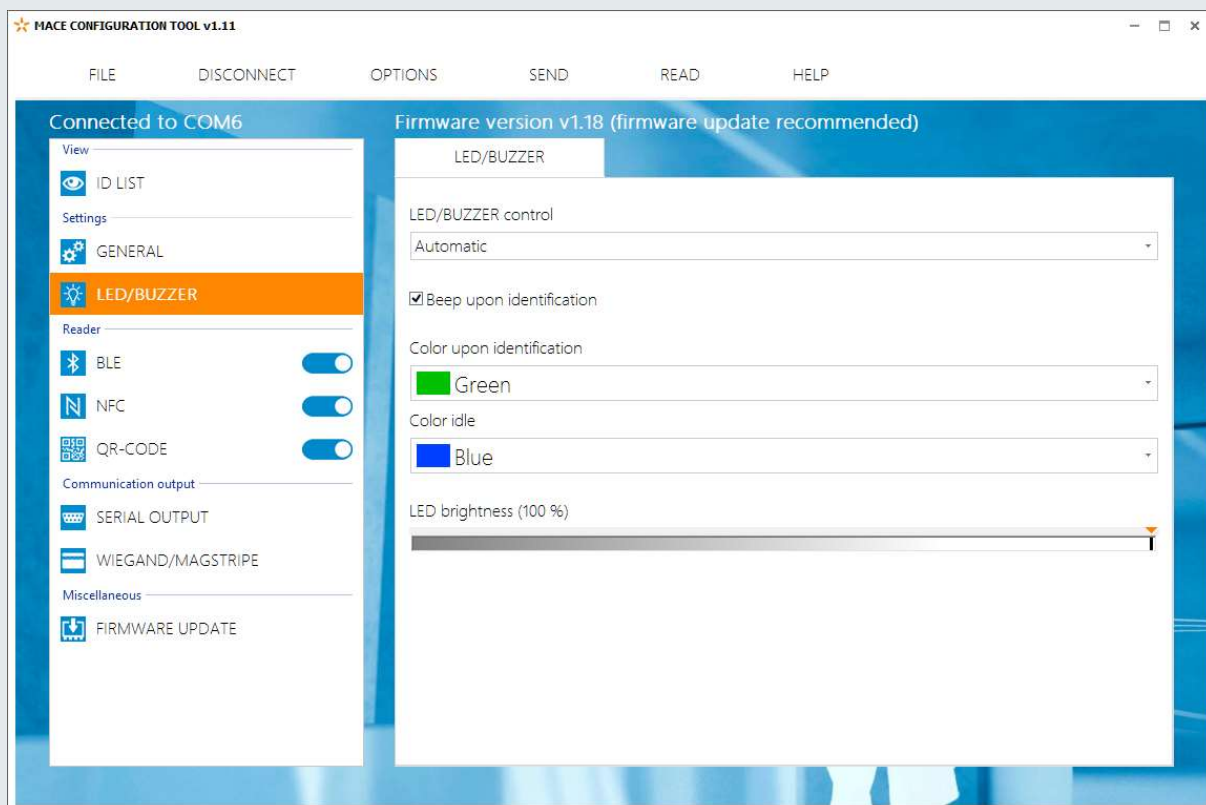 MACE CONFIGURATION TOOL v1.11
FILE DISCONNECT OPTIONS SEND READ HELP
Connected to COM6
View
ID LIST
Settings
GENERAL
LED/BUZZER
Reader
BLE
NFC
QR-CODE
Communication output
SERIAL OUTPUT
WIEGAND/MAGSTRIPE
Miscellaneous
FIRMWARE UPDATE
Firmware version v1.18 (firmware update recommended)
LED/BUZZER
LED/BUZZER control
Automatic
Beep upon identification
Color upon identification
Green
Color idle
Blue
LED brightness (100 %)